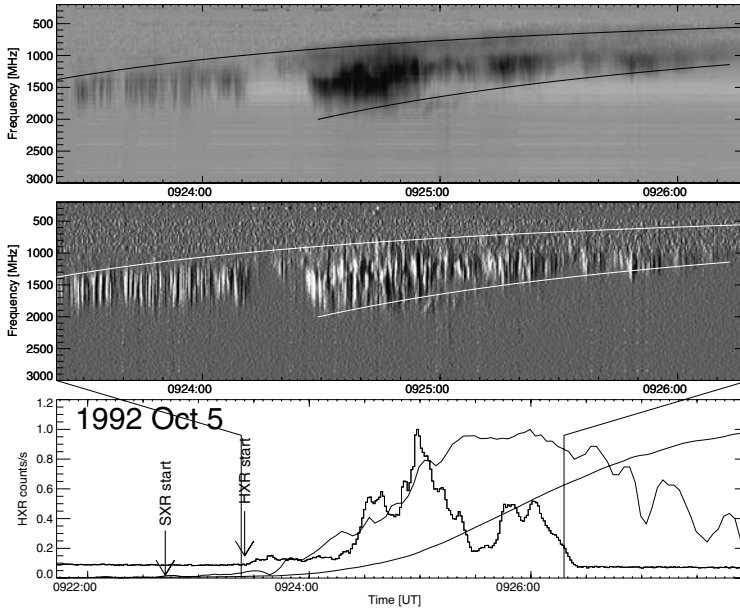 500
1000
1500
2000
2500
3000
Frequency [MHz]
0924:00 0925:00 0926:00
500
1000
1500
2000
2500
3000
Frequency [MHz]
0924:00 0925:00 0926:00
1.2
1.0
0.8
0.6
0.4
0.2
0.0
HXR counts/s
1992 Oct 5
SXR start
HXR start
0922:00 0924:00 0926:00
Time [UT]